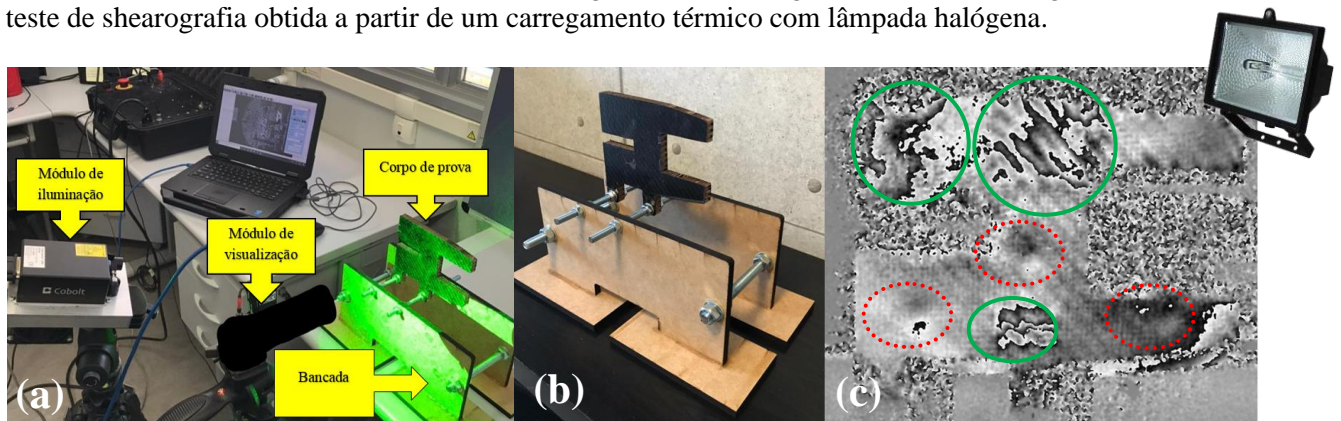 teste de shearografia obtida a partir de um carregamento térmico com lâmpada halógena.
Módulo de
iluminação
Corpo de prova
Módulo de
visualização
Cobolt
Bancada
(a)
(b)
(c)